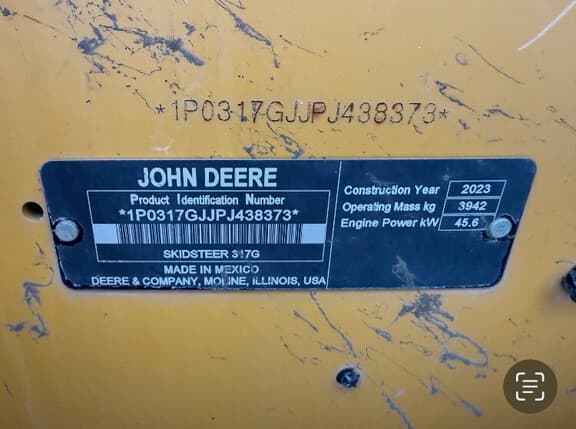 *1P0317GJJPJ438373*
JOHN DEERE
Product Identification Number
*1P0317GJJPJ438373*
SKIDSTEER 317G
MADE IN MEXICO
DEERE & COMPANY, MOLINE, ILLINOIS, USA
Construction Year 2023
Operating Mass kg 3942
Engine Power kW 45.6